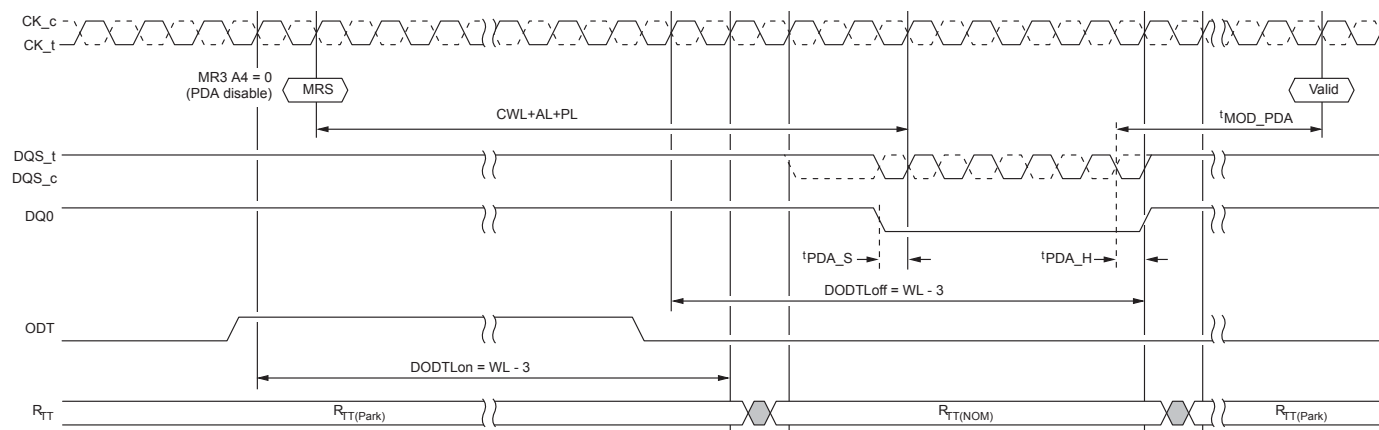 CK_c
CK_t
MR3 A4 = 0
(PDA disable)
MRS
Valid
CWL+AL+PL
tMOD_PDA
DQS_t
DQS_c
DQ0
tPDA_S
tPDA_H
DODTLoff = WL - 3
ODT
DODTLon = WL - 3
RTT
RTT(Park)
RTT(NOM)
RTT(Park)